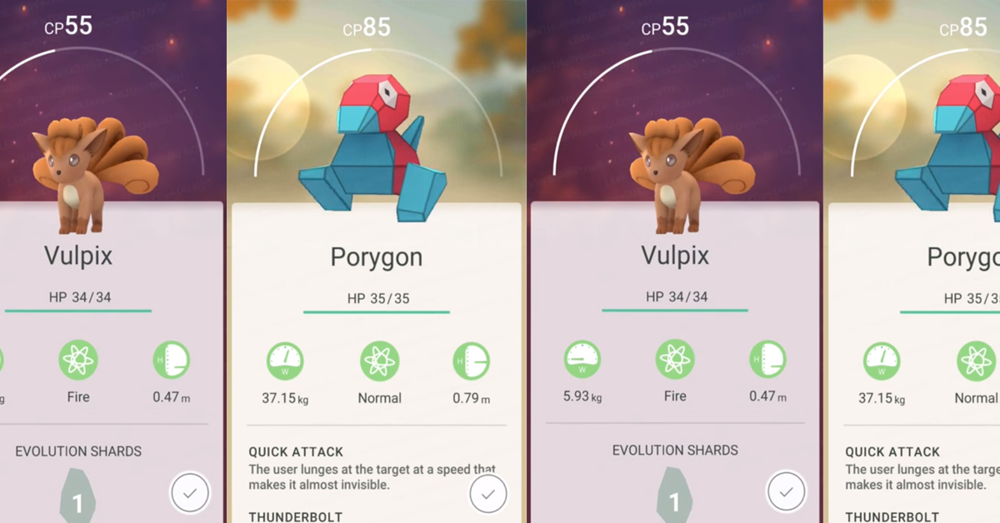 CP55
Vulpix
HP 34/34
W
H
g
Fire
0.47 m
EVOLUTION SHARDS
1
CP85
Porygon
HP 35/35
W
H
37.15 kg
Normal
0.79 m
QUICK ATTACK
The user lunges at the target at a speed that
makes it almost invisible.
THUNDERBOLT
CP55
Vulpix
HP 34/34
W
H
5.93 kg
Fire
0.47 m
EVOLUTION SHARDS
1
CP85
Porygo
HP 35/3
W
37.15 kg
Normal
QUICK ATTACK
The user lunges at the targe
makes it almost invisible.
THUNDERBOLT